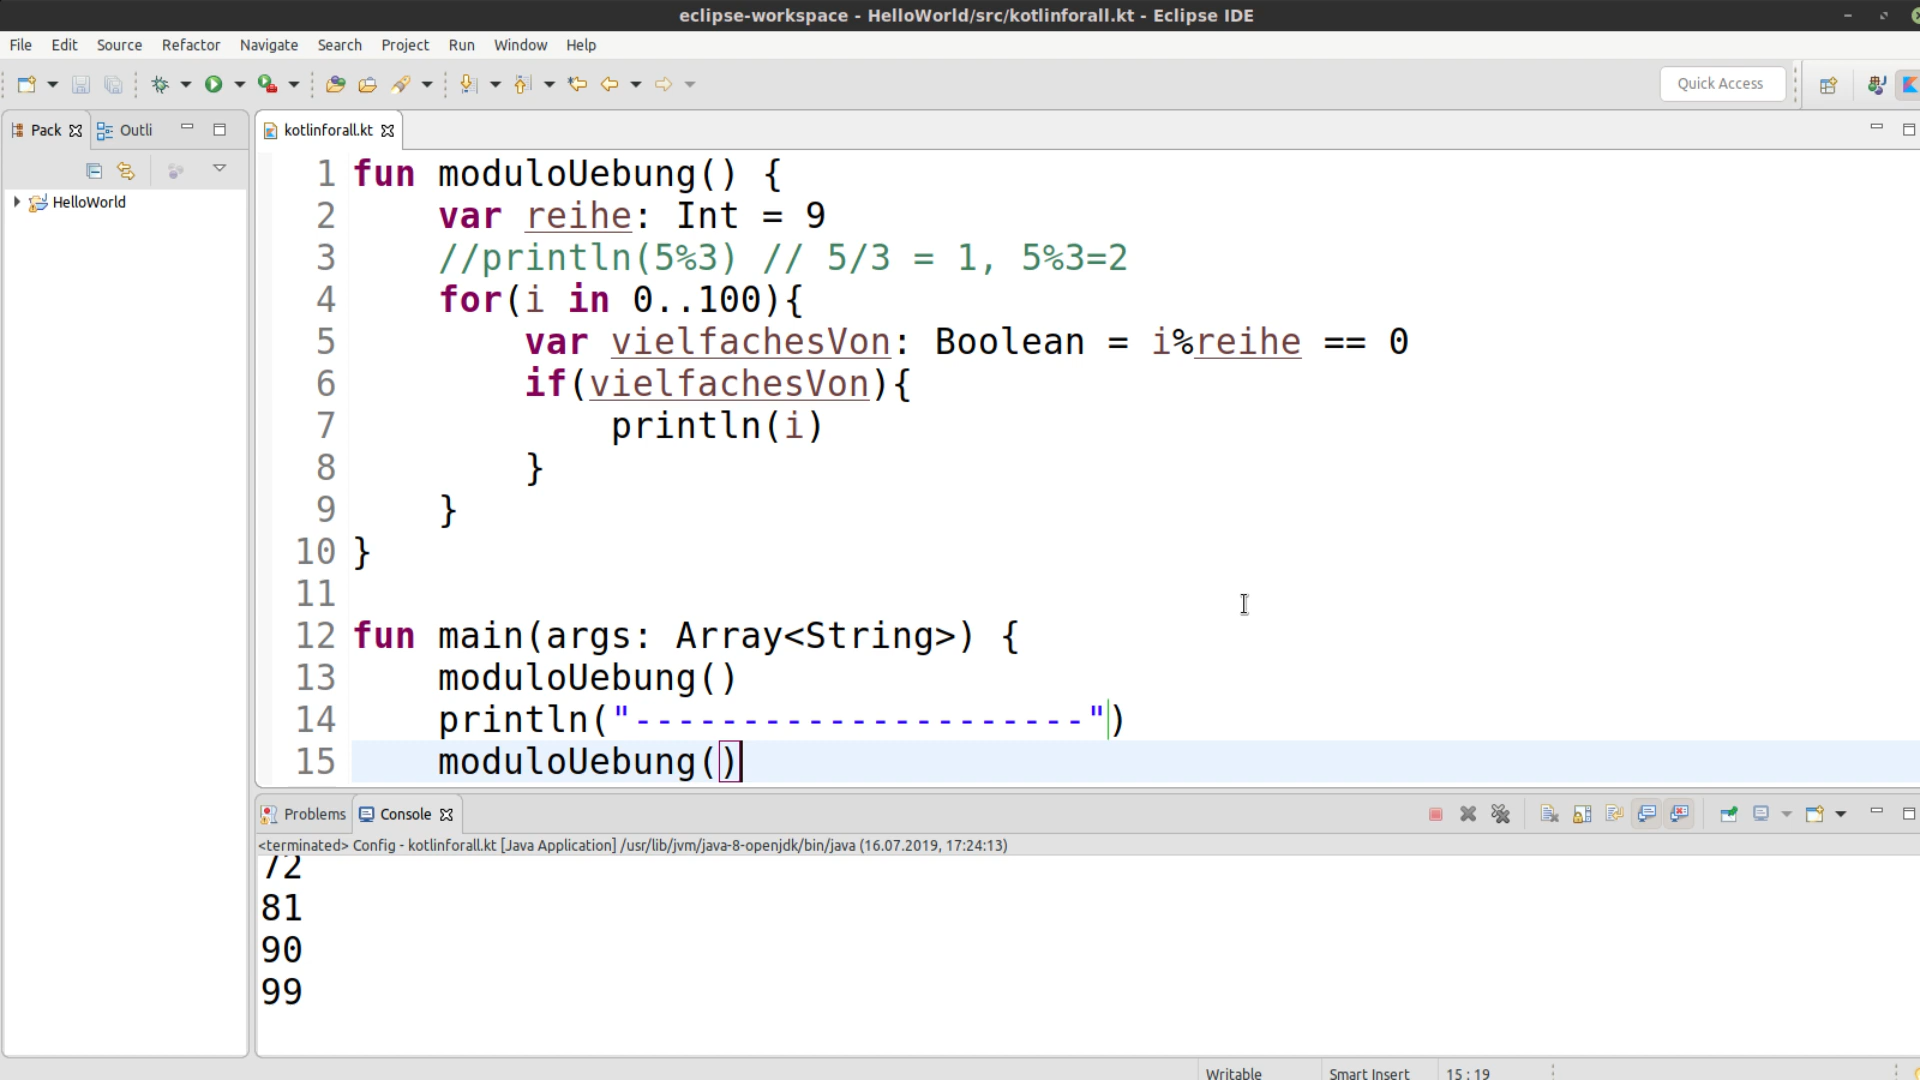 eclipse-workspace - HelloWorld/src/kotlinforall.kt - Eclipse IDE
File Edit Source Refactor Navigate Search Project Run Window Help
Quick Access
Pack Outli
kotlinforall.kt
HelloWorld
1 fun moduloUebung() {
2     var reihe: Int = 9
3     //println(5%3) // 5/3 = 1, 5%3=2
4     for(i in 0..100){
5         var vielfachesVon: Boolean = i%reihe == 0
6         if(vielfachesVon){
7             println(i)
8         }
9     }
10 }
11
12 fun main(args: Array<String>) {
13     moduloUebung()
14     println("---------------------")
15     moduloUebung()
Problems Console
<terminated> Config - kotlinforall.kt [Java Application] /usr/lib/jvm/java-8-openjdk/bin/java (16.07.2019, 17:24:13)
72
81
90
99
Writable Smart Insert 15 : 19